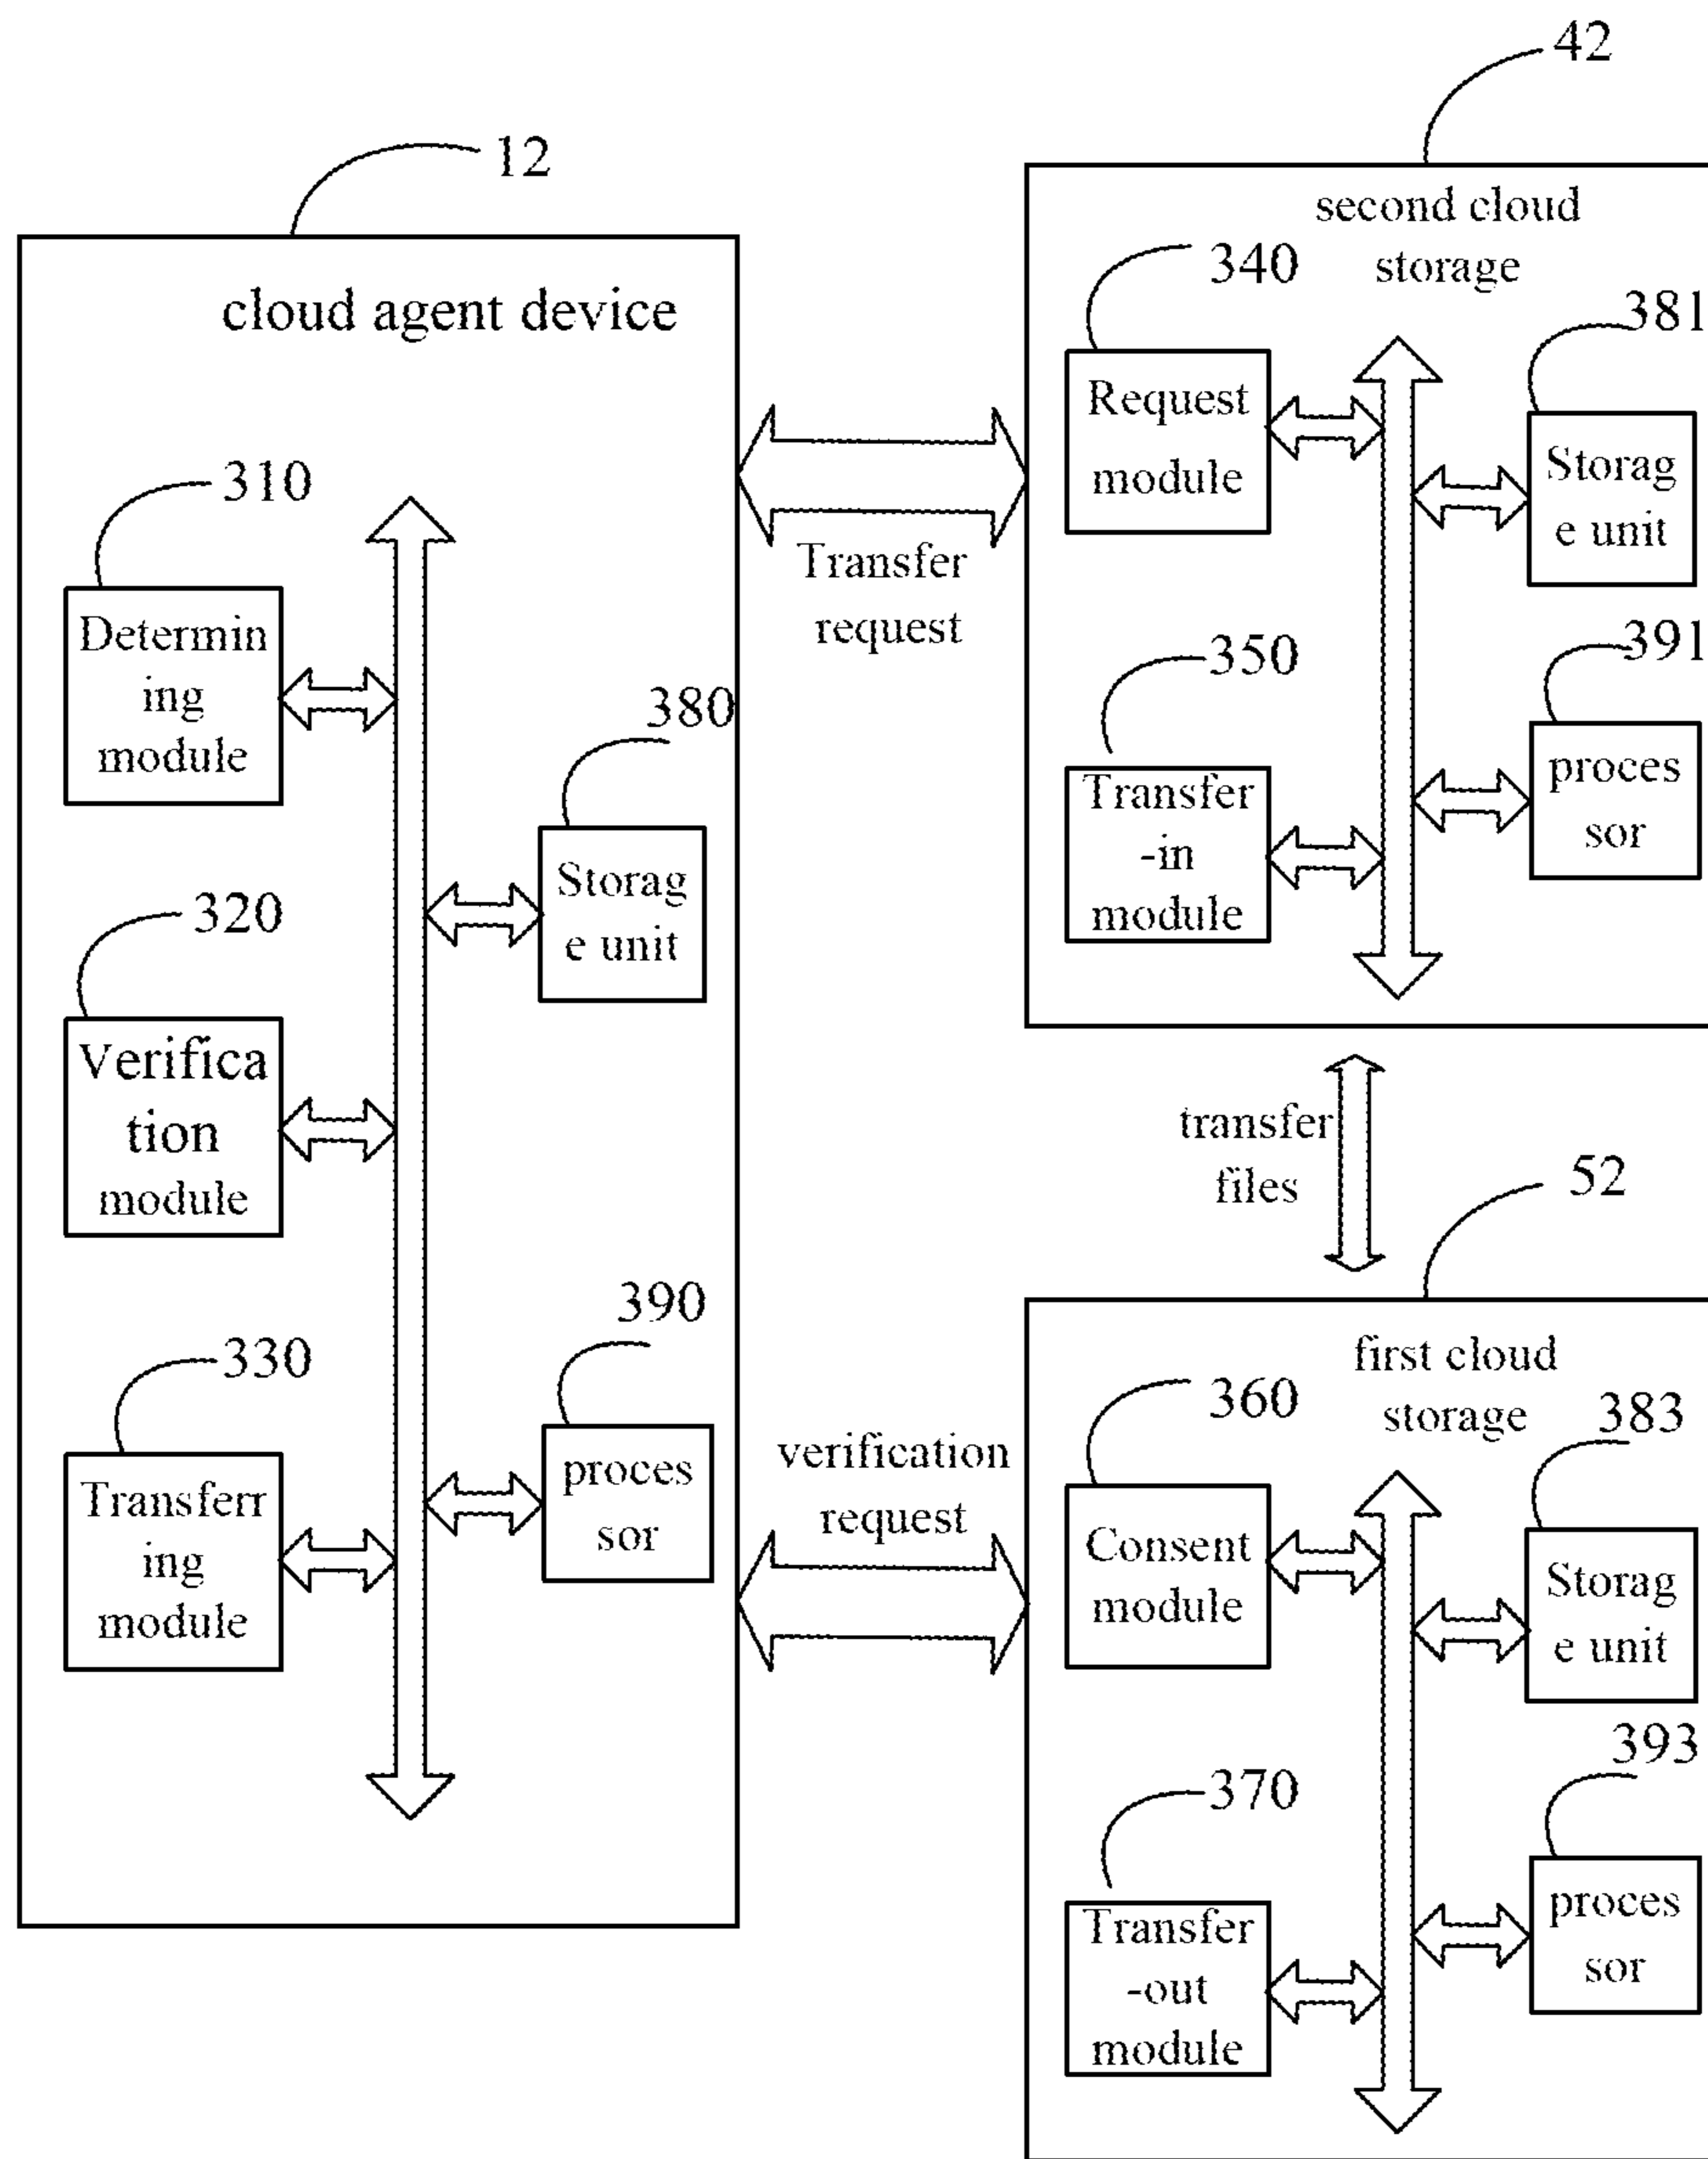 12
cloud agent device
310
Determin
ing
module
380
Storag
e unit
320
Verifica
tion
module
390
proces
sor
330
Transferr
ing
module
Transfer
request
verification
request
42
second cloud
storage
340
Request
module
381
Storag
e unit
350
Transfer
-in
module
391
proces
sor
transfer
files
52
first cloud
storage
360
Consent
module
383
Storag
e unit
370
Transfer
-out
module
393
proces
sor